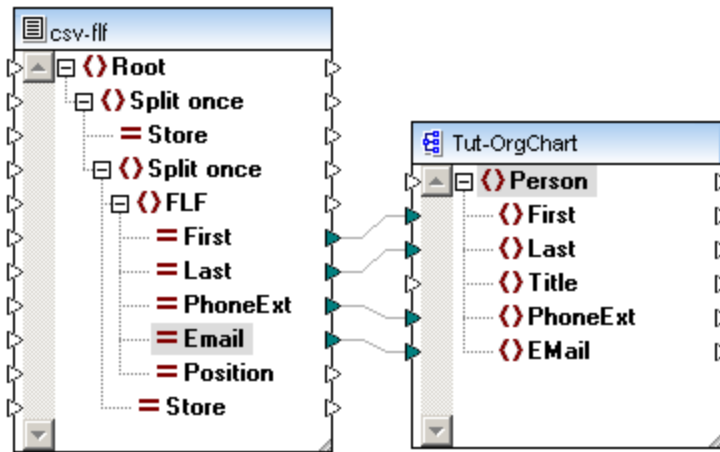 csv-flf
Root
Split once
Store
Split once
FLF
First
Last
PhoneExt
Email
Position
Store
Tut-OrgChart
Person
First
Last
Title
PhoneExt
EMail